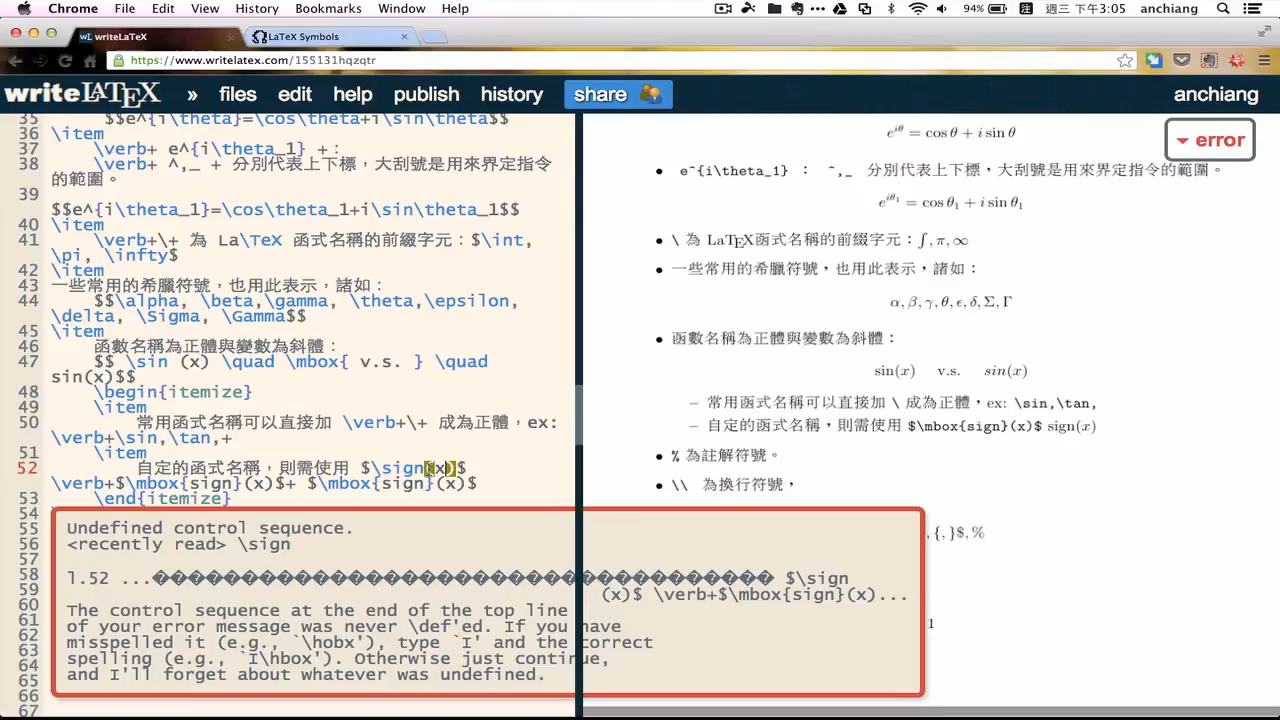 Chrome File Edit View History Bookmarks Window Help 94% 週三 下午3:05 anchiang
writeLaTeX LaTeX Symbols
https://www.writelatex.com/155131hqzqtr
writeLATEX » files edit help publish history share anchiang
35 $$e^{i\theta}=\cos\theta+i\sin\theta$$
36 \item
37 \verb+ e^{i\theta_1} +:
38 \verb+ ^,_ + 分別代表上下標,大刮號是用來界定指令
的範圍。
39
$$e^{i\theta_1}=\cos\theta_1+i\sin\theta_1$$
40 \item
41 \verb+\+ 為 La\TeX 函式名稱的前綴字元:$\int,
\pi, \infty$
42 \item
43 一些常用的希臘符號,也用此表示,諸如:
44 $$\alpha, \beta,\gamma, \theta,\epsilon,
\delta, \Sigma, \Gamma$$
45 \item
46 函數名稱為正體與變數為斜體:
47 $$ \sin (x) \quad \mbox{ v.s. } \quad
sin(x)$$
48 \begin{itemize}
49 \item
50 常用函式名稱可以直接加 \verb+\+ 成為正體,ex:
\verb+\sin,\tan,+
51 \item
52 自定的函式名稱,則需使用 $\sign(x)$
\verb+$\mbox{sign}(x)$+ $\mbox{sign}(x)$
53 \end{itemize}
54
55
56
57
58
59
60
61
62
63
64
65
66
67
Undefined control sequence.
<recently read> \sign
l.52 ...���������������������������������������������� $\sign
(x)$ \verb+$\mbox{sign}(x)...
The control sequence at the end of the top line
of your error message was never \def'ed. If you have
misspelled it (e.g., `\hobx'), type `I' and the correct
spelling (e.g., `I\hbox'). Otherwise just continue,
and I'll forget about whatever was undefined.
error
e^{iθ} = cos θ + i sin θ
• e^{i\theta_1} : ^,_ 分別代表上下標,大刮號是用來界定指令的範圍。
e^{iθ₁} = cos θ₁ + i sin θ₁
• \ 為 LaTEX函式名稱的前綴字元:∫, π, ∞
• 一些常用的希臘符號,也用此表示,諸如:
α, β, γ, θ, ϵ, δ, Σ, Γ
• 函數名稱為正體與變數為斜體:
sin(x) v.s. sin(x)
– 常用函式名稱可以直接加 \ 成為正體,ex: \sin,\tan,
– 自定的函式名稱,則需使用 $\mbox{sign}(x)$ sign(x)
• % 為註解符號。
• \\ 為換行符號,
, {, }$, %
1